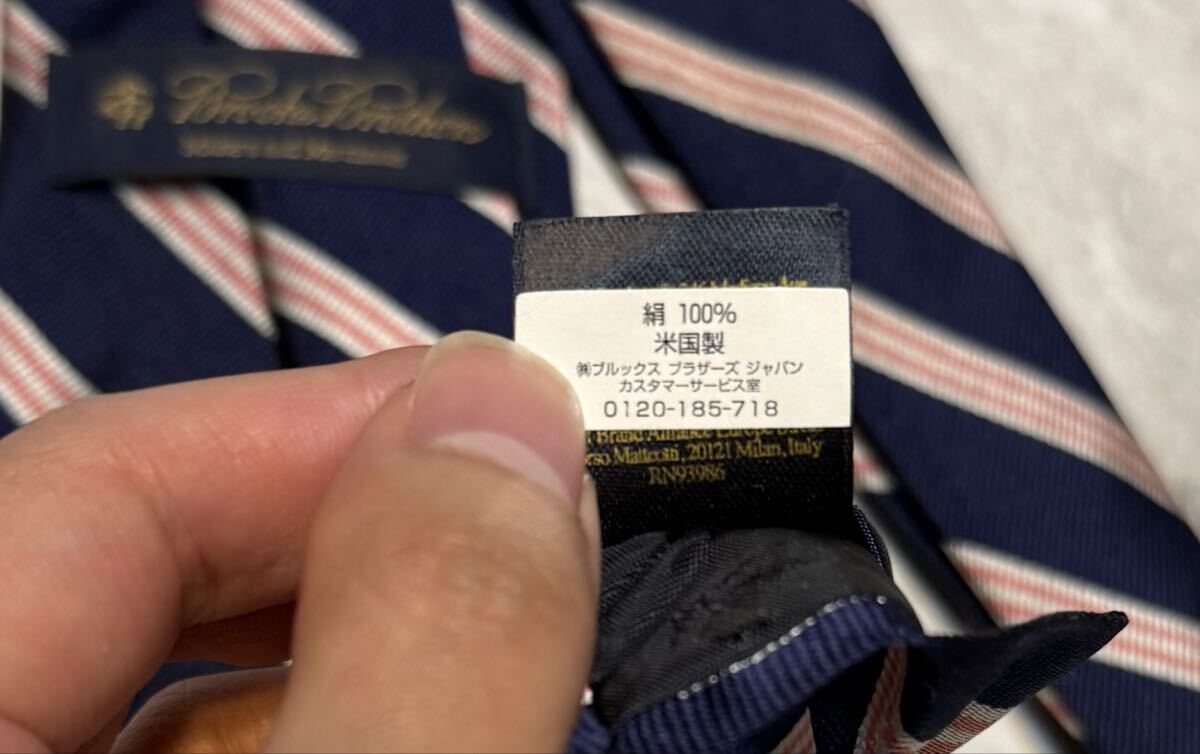 Brooks Brothers
絹 100%
米国製
㈱ブルックス ブラザーズ ジャパン
カスタマーサービス室
0120-185-718
Brand Alliance Europe
Matteotti, 20121 Milan, Italy
RN93986